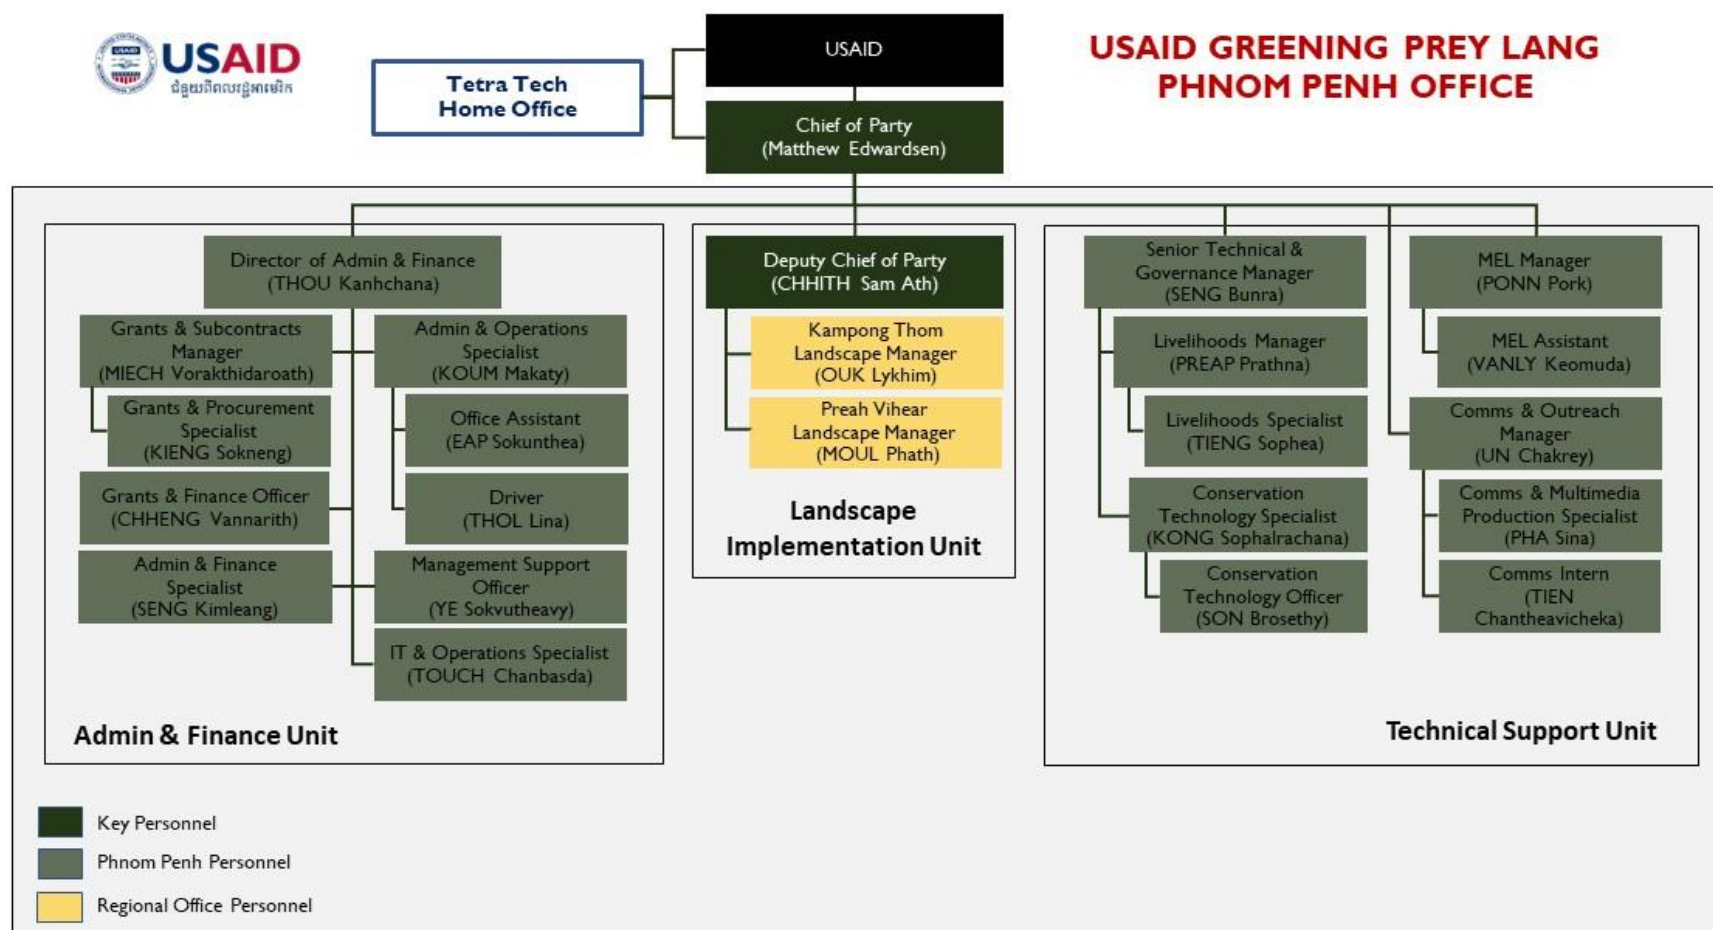 USAID
ជំនួយពីពលរដ្ឋអាមេរិក
Tetra Tech
Home Office
USAID
Chief of Party
(Matthew Edwardsen)
USAID GREENING PREY LANG
PHNOM PENH OFFICE
Director of Admin & Finance
(THOU Kanhchana)
Grants & Subcontracts
Manager
(MIECH Vorakthidaroath)
Grants & Procurement
Specialist
(KIENG Sokneng)
Grants & Finance Officer
(CHHENG Vannarith)
Admin & Finance
Specialist
(SENG Kimleang)
Admin & Operations
Specialist
(KOUM Makaty)
Office Assistant
(EAP Sokunthea)
Driver
(THOL Lina)
Management Support
Officer
(YE Sokvutheavy)
IT & Operations Specialist
(TOUCH Chanbasda)
Admin & Finance Unit
Deputy Chief of Party
(CHHITH Sam Ath)
Kampong Thom
Landscape Manager
(OUK Lykhim)
Preah Vihear
Landscape Manager
(MOUL Phath)
Landscape
Implementation Unit
Senior Technical &
Governance Manager
(SENG Bunra)
Livelihoods Manager
(PREAP Prathna)
Livelihoods Specialist
(TIENG Sophea)
Conservation
Technology Specialist
(KONG Sophalrachana)
Conservation
Technology Officer
(SON Brosethy)
MEL Manager
(PONN Pork)
MEL Assistant
(VANLY Keomuda)
Comms & Outreach
Manager
(UN Chakrey)
Comms & Multimedia
Production Specialist
(PHA Sina)
Comms Intern
(TIEN
Chantheavicheka)
Technical Support Unit
Key Personnel
Phnom Penh Personnel
Regional Office Personnel